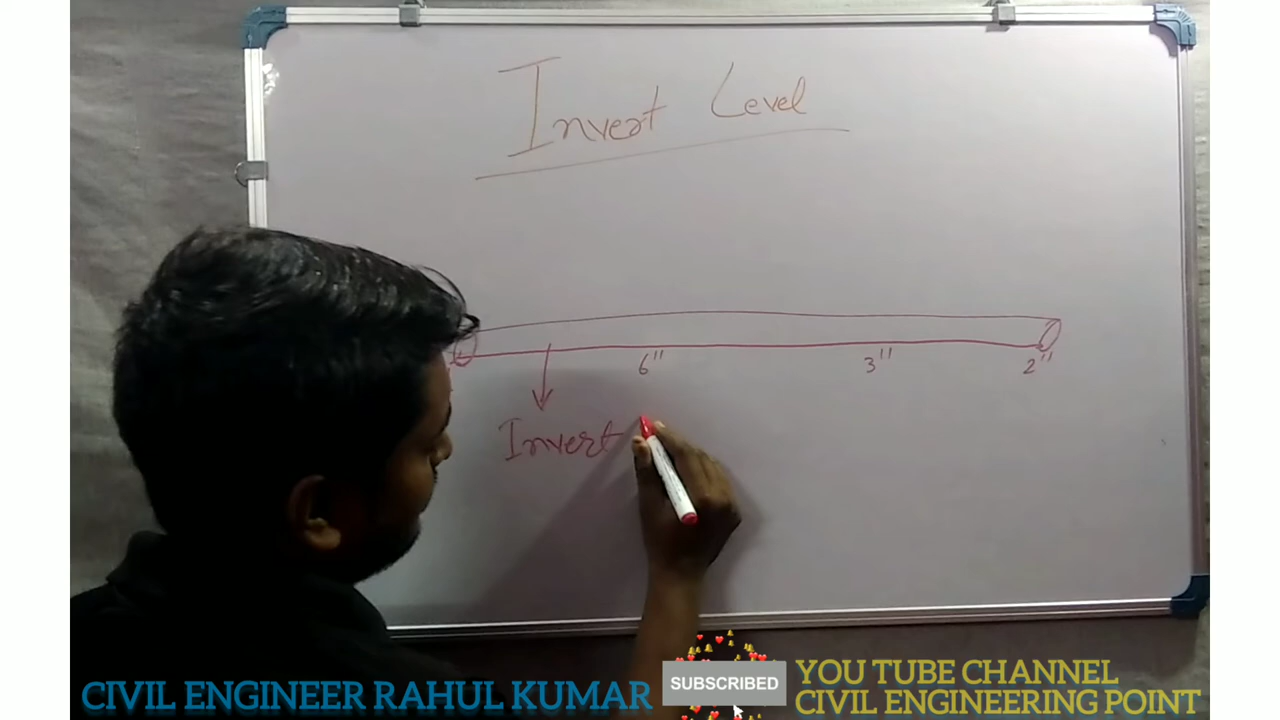 Invert Level
6" 3" 2"
Invert
SUBSCRIBED
CIVIL ENGINEER RAHUL KUMAR
YOU TUBE CHANNEL
CIVIL ENGINEERING POINT